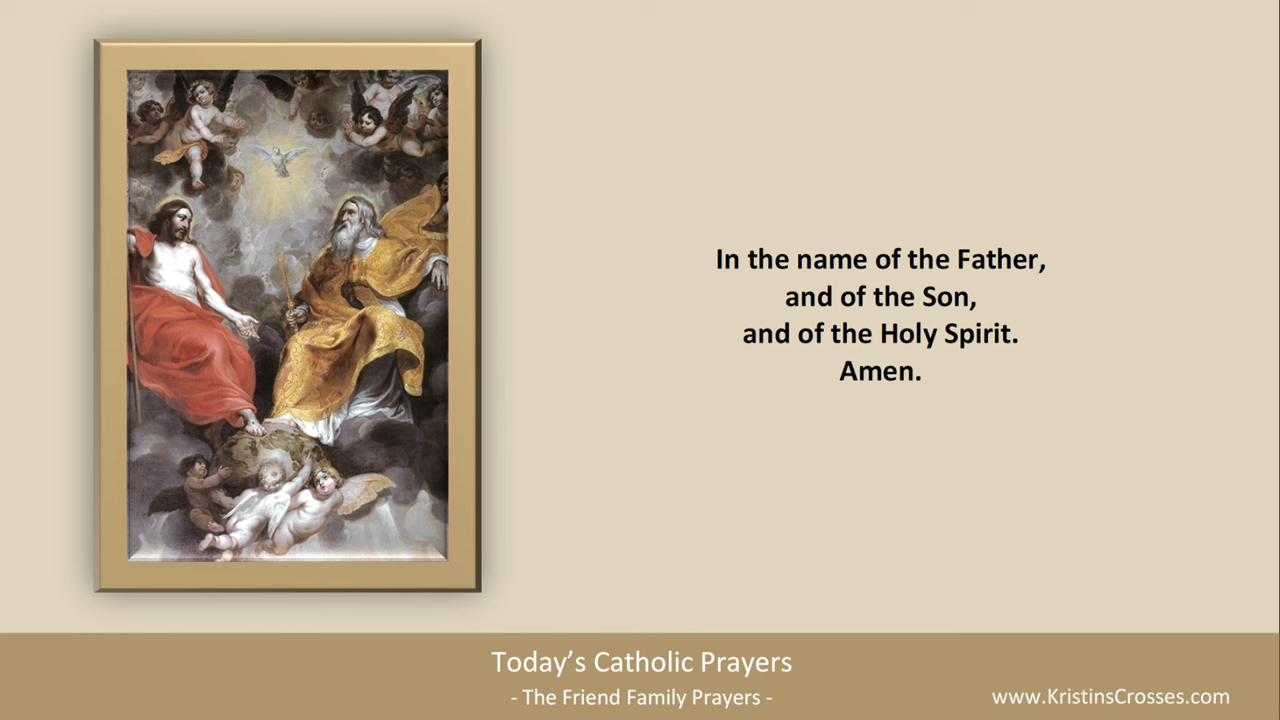 In the name of the Father,
and of the Son,
and of the Holy Spirit.
Amen.
Today’s Catholic Prayers
- The Friend Family Prayers -
www.KristinsCrosses.com